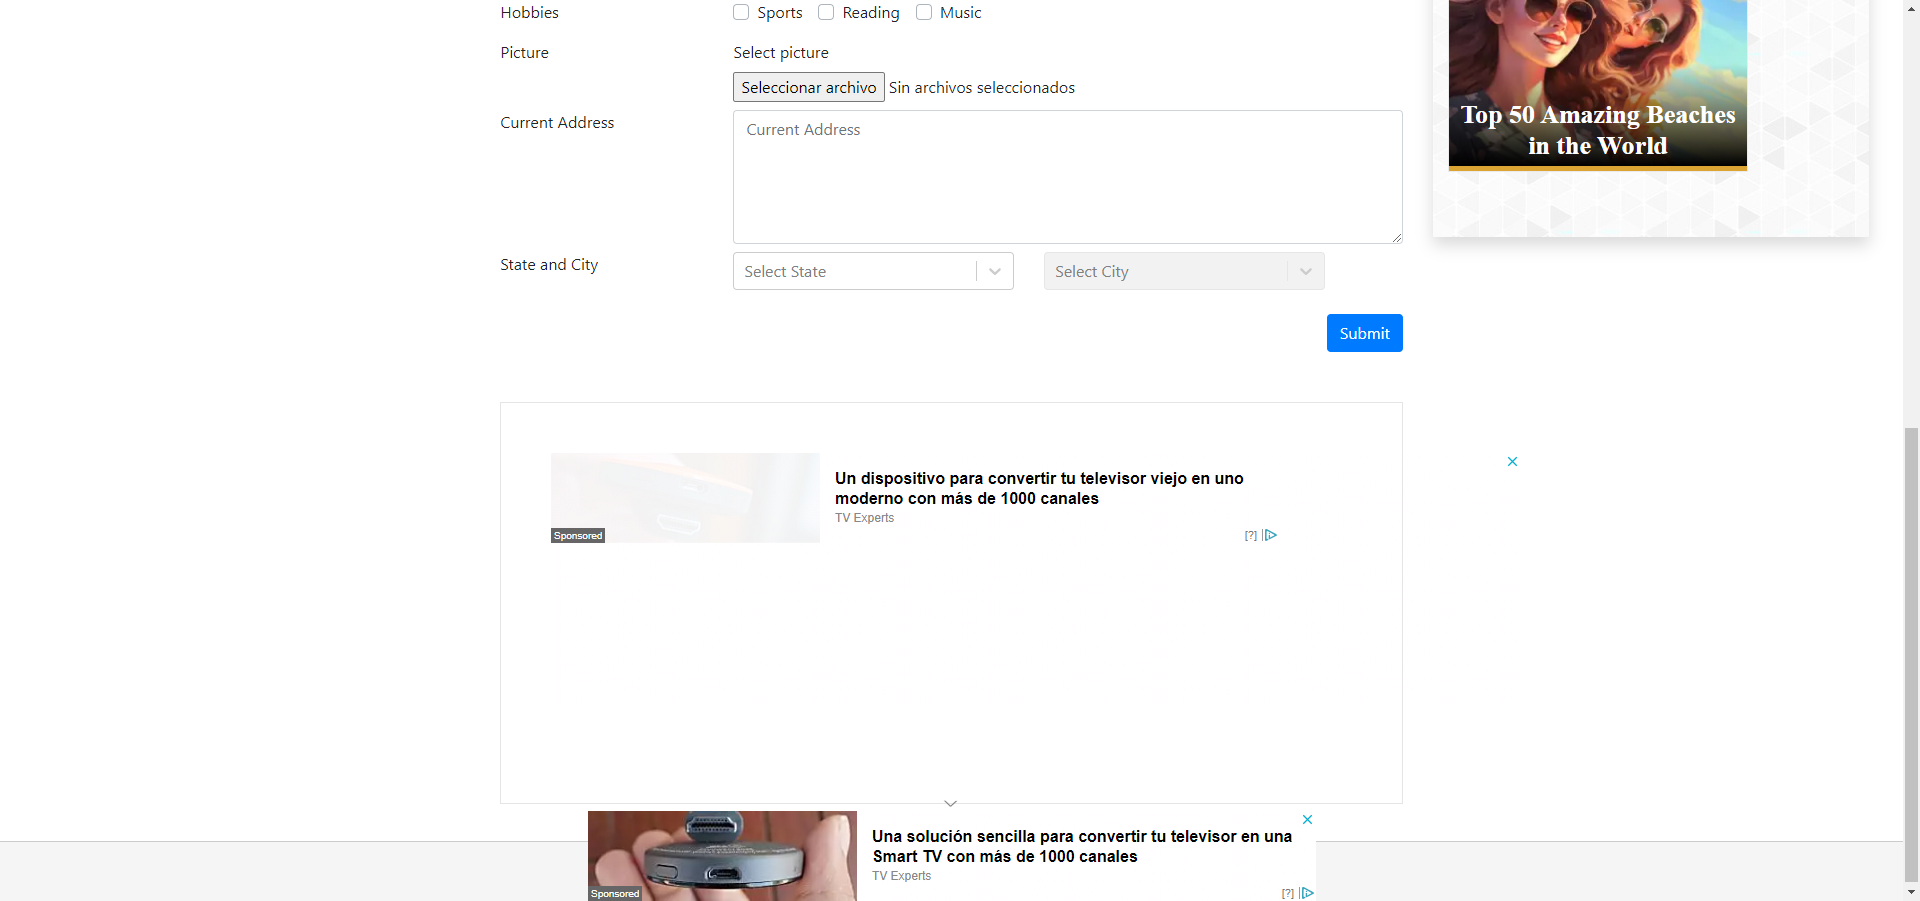 Hobbies
Sports Reading Music
Picture
Select picture
Seleccionar archivo Sin archivos seleccionados
Current Address
Current Address
State and City
Select State
Select City
Submit
Top 50 Amazing Beaches
in the World
Un dispositivo para convertir tu televisor viejo en uno
moderno con más de 1000 canales
TV Experts
Sponsored
[?]
Una solución sencilla para convertir tu televisor en una
Smart TV con más de 1000 canales
TV Experts
Sponsored
[?]